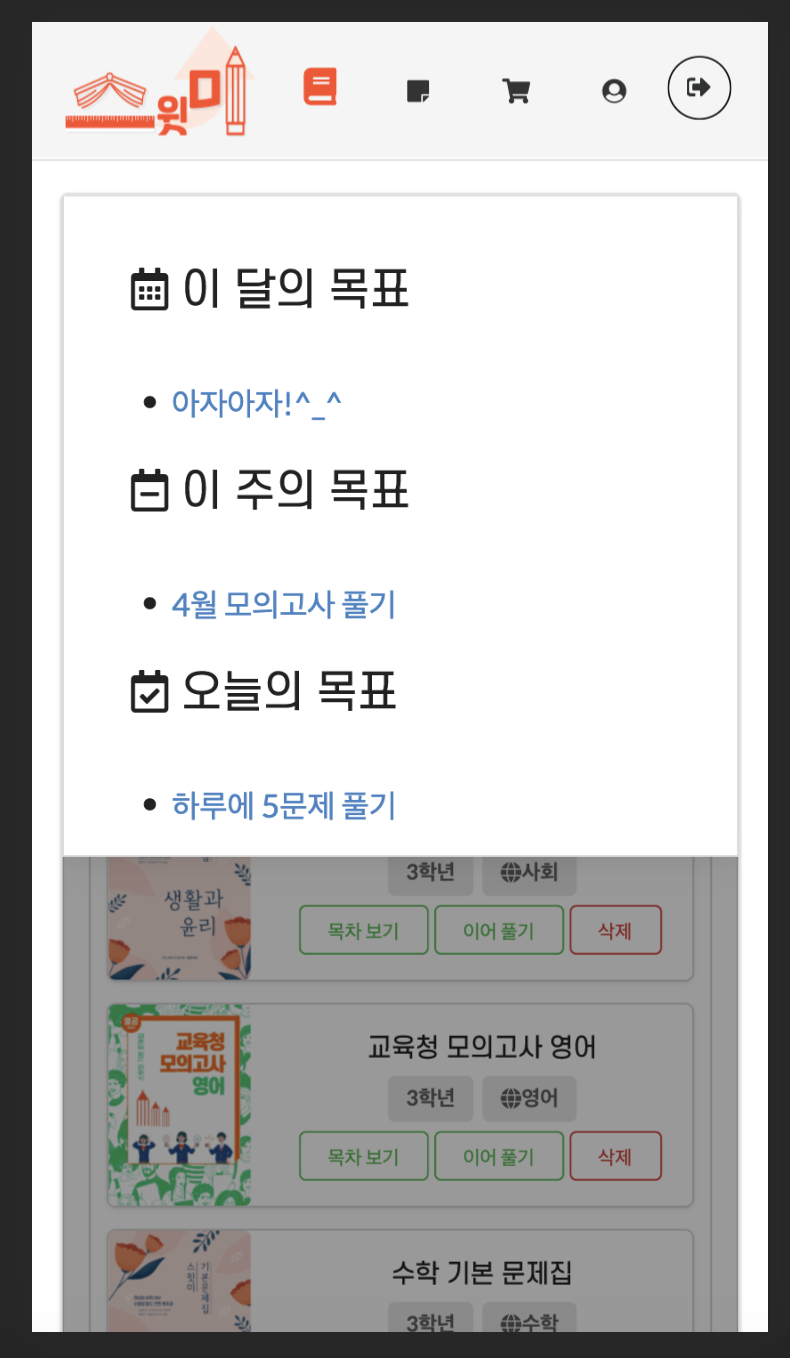 윗미
이 달의 목표
아자아자!^_^
이 주의 목표
4월 모의고사 풀기
오늘의 목표
하루에 5문제 풀기
생활과
윤리
3학년 사회
목차 보기 이어 풀기 삭제
교육청
모의고사
영어
교육청 모의고사 영어
3학년 영어
목차 보기 이어 풀기 삭제
기본문제집
스윗미
수학 기본 문제집
3학년 수학